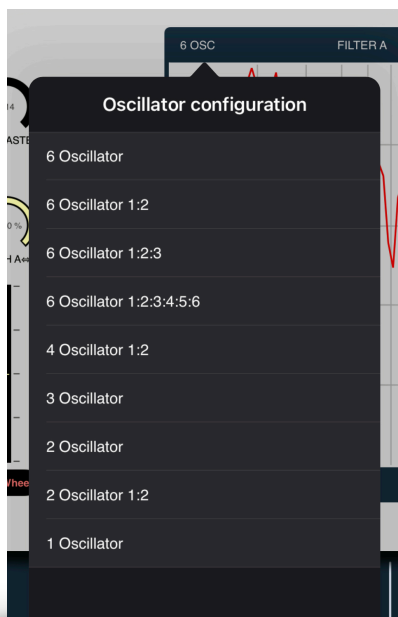 6 OSC FILTER A
Oscillator configuration
14
6 Oscillator
6 Oscillator 1:2
0 %
6 Oscillator 1:2:3
6 Oscillator 1:2:3:4:5:6
4 Oscillator 1:2
3 Oscillator
2 Oscillator
2 Oscillator 1:2
1 Oscillator